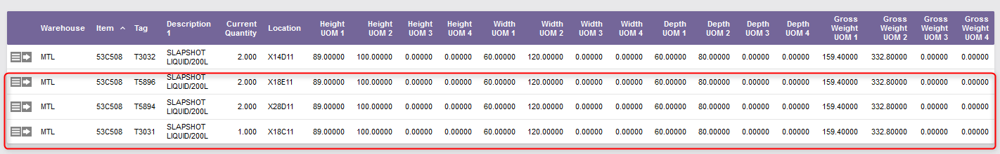 Warehouse Item Tag Description 1 Current Quantity Location Height UOM 1 Height UOM 2 Height UOM 3 Height UOM 4 Width UOM 1 Width UOM 2 Width UOM 3 Width UOM 4 Depth UOM 1 Depth UOM 2 Depth UOM 3 Depth UOM 4 Gross Weight UOM 1 Gross Weight UOM 2 Gross Weight UOM 3 Gross Weight UOM 4
MTL 53C508 T3032 SLAPSHOT LIQUID/200L 2.000 X14D11 89.00000 100.00000 0.00000 0.00000 60.00000 120.00000 0.00000 0.00000 60.00000 80.00000 0.00000 0.00000 159.40000 332.80000 0.00000 0.00000
MTL 53C508 T5896 SLAPSHOT LIQUID/200L 2.000 X18E11 89.00000 100.00000 0.00000 0.00000 60.00000 120.00000 0.00000 0.00000 60.00000 80.00000 0.00000 0.00000 159.40000 332.80000 0.00000 0.00000
MTL 53C508 T5894 SLAPSHOT LIQUID/200L 2.000 X28D11 89.00000 100.00000 0.00000 0.00000 60.00000 120.00000 0.00000 0.00000 60.00000 80.00000 0.00000 0.00000 159.40000 332.80000 0.00000 0.00000
MTL 53C508 T3031 SLAPSHOT LIQUID/200L 1.000 X18C11 89.00000 100.00000 0.00000 0.00000 60.00000 120.00000 0.00000 0.00000 60.00000 80.00000 0.00000 0.00000 159.40000 332.80000 0.00000 0.00000